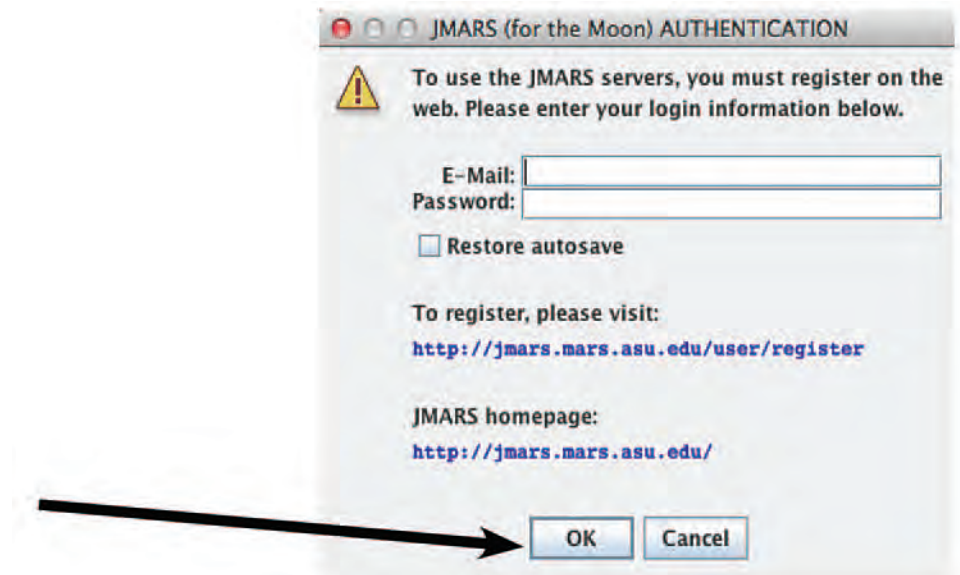 JMARS (for the Moon) AUTHENTICATION
To use the JMARS servers, you must register on the
web. Please enter your login information below.
E-Mail:
Password:
Restore autosave
To register, please visit:
http://jmars.mars.asu.edu/user/register
JMARS homepage:
http://jmars.mars.asu.edu/
OK Cancel